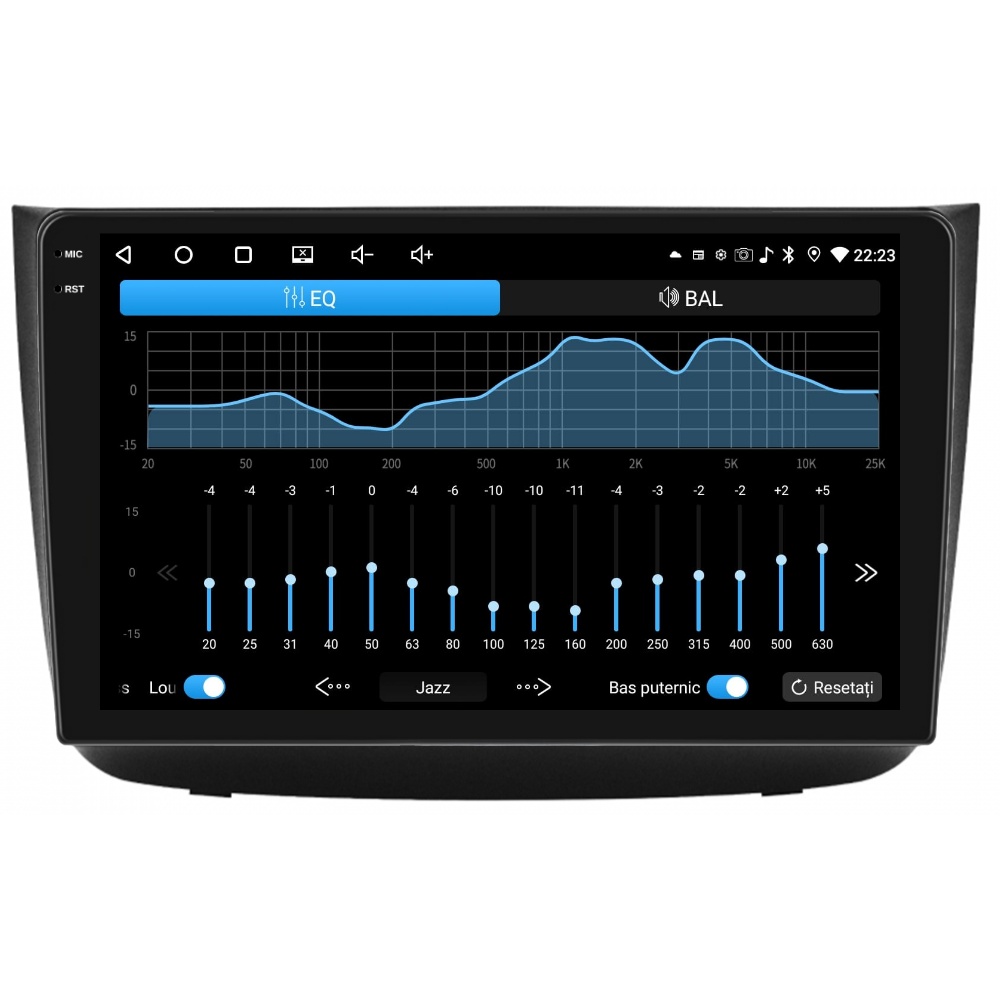 MIC
22:23
RST
EQ
BAL
15
0
-15
20 50 100 200 500 1K 2K 5K 10K 25K
-4 -4 -3 -1 0 -4 -6 -10 -10 -11 -4 -3 -2 -2 +2 +5
15
0
-15
20 25 31 40 50 63 80 100 125 160 200 250 315 400 500 630
s Lou Jazz Bas puternic Resetați